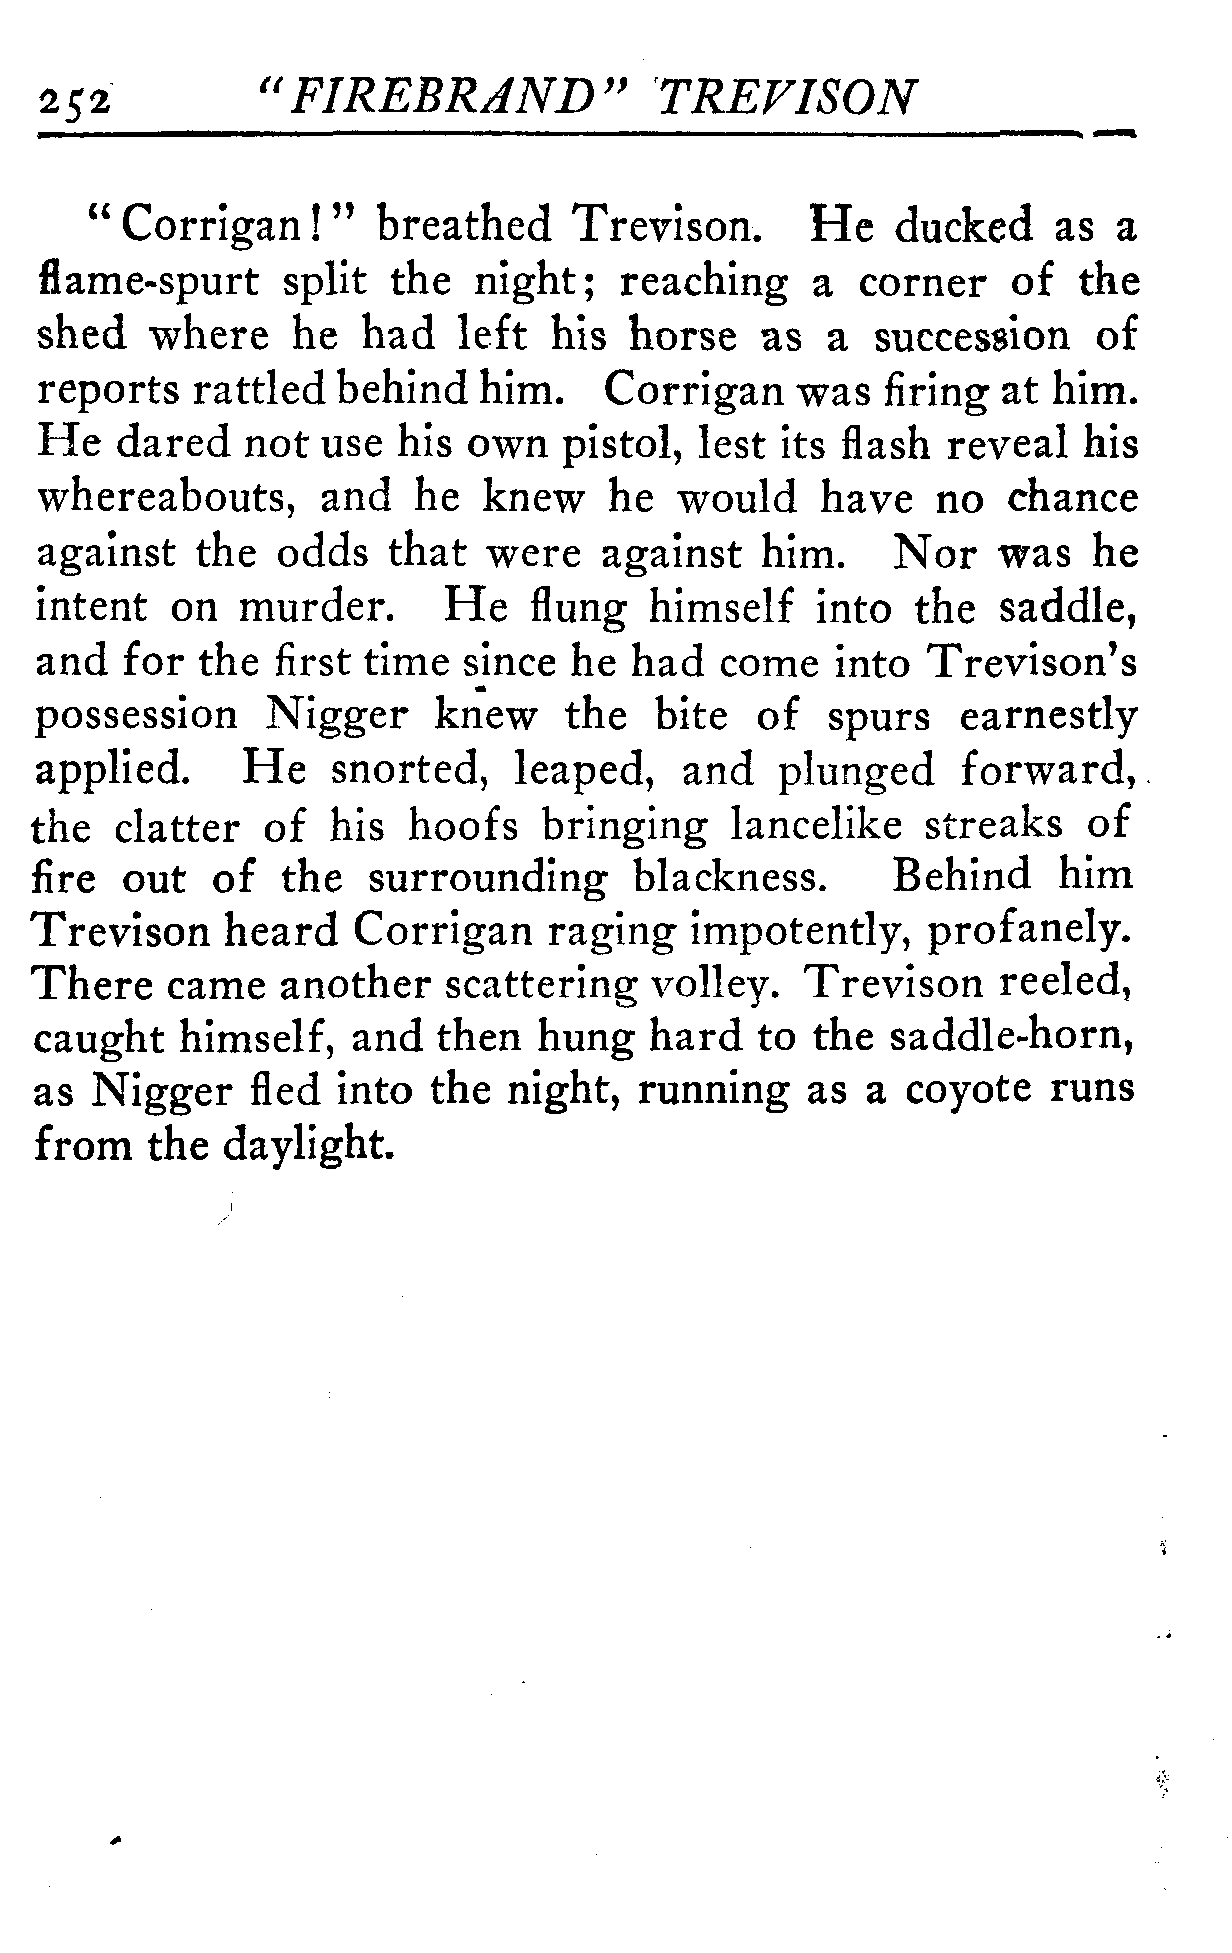 252 "FIREBRAND" TREVISON
"Corrigan!" breathed Trevison. He ducked as a
flame-spurt split the night; reaching a corner of the
shed where he had left his horse as a succession of
reports rattled behind him. Corrigan was firing at him.
He dared not use his own pistol, lest its flash reveal his
whereabouts, and he knew he would have no chance
against the odds that were against him. Nor was he
intent on murder. He flung himself into the saddle,
and for the first time since he had come into Trevison's
possession Nigger knew the bite of spurs earnestly
applied. He snorted, leaped, and plunged forward,
the clatter of his hoofs bringing lancelike streaks of
fire out of the surrounding blackness. Behind him
Trevison heard Corrigan raging impotently, profanely.
There came another scattering volley. Trevison reeled,
caught himself, and then hung hard to the saddle-horn,
as Nigger fled into the night, running as a coyote runs
from the daylight.